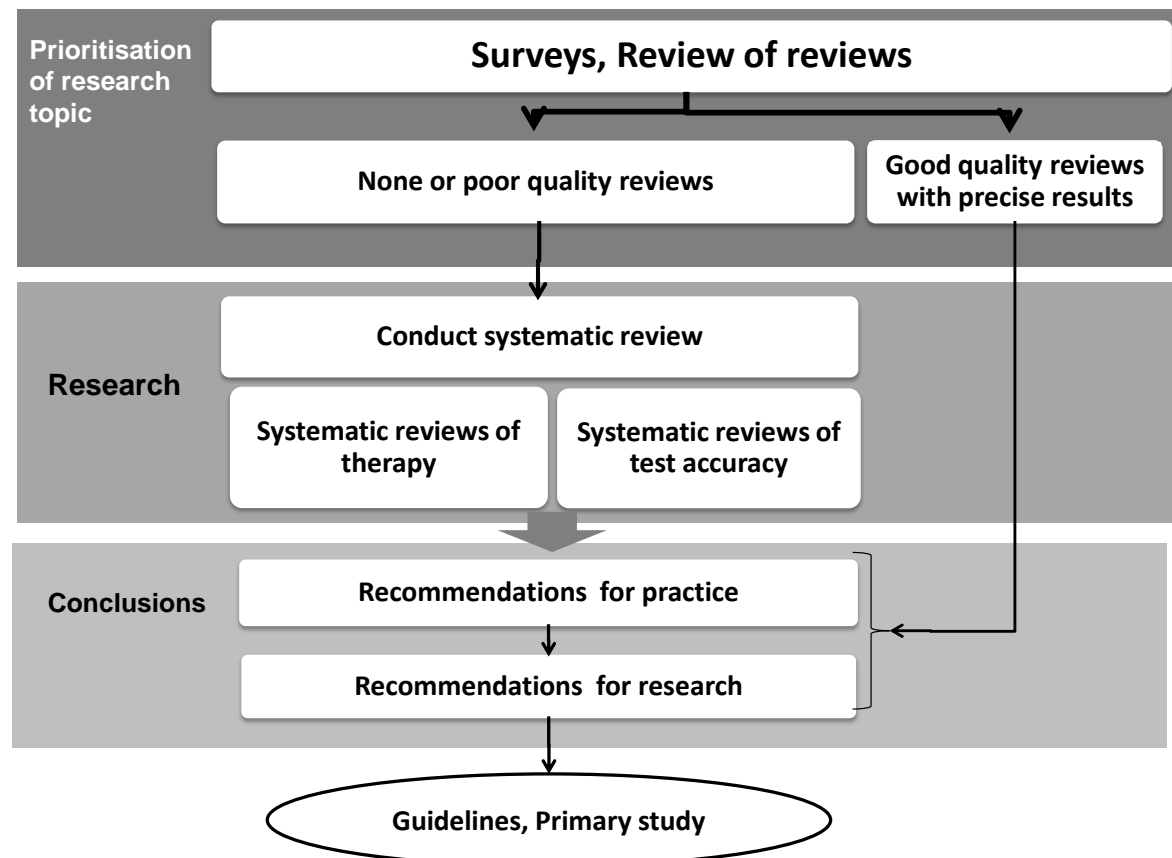 Prioritisation
of research
topic
Surveys, Review of reviews
None or poor quality reviews
Good quality reviews
with precise results
Research
Conduct systematic review
Systematic reviews of
therapy
Systematic reviews of
test accuracy
Conclusions
Recommendations for practice
Recommendations for research
Guidelines, Primary study